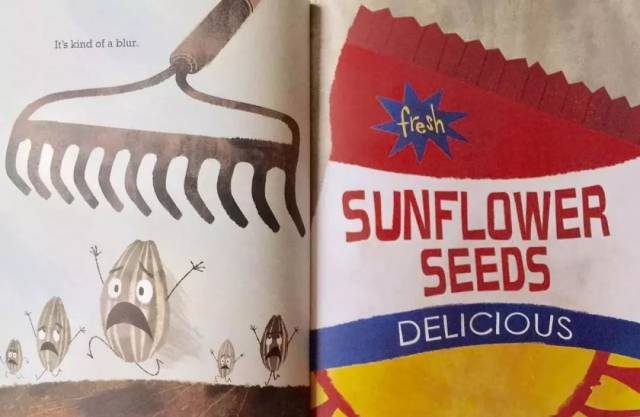 It's kind of a blur.
fresh
SUNFLOWER
SEEDS
DELICIOUS